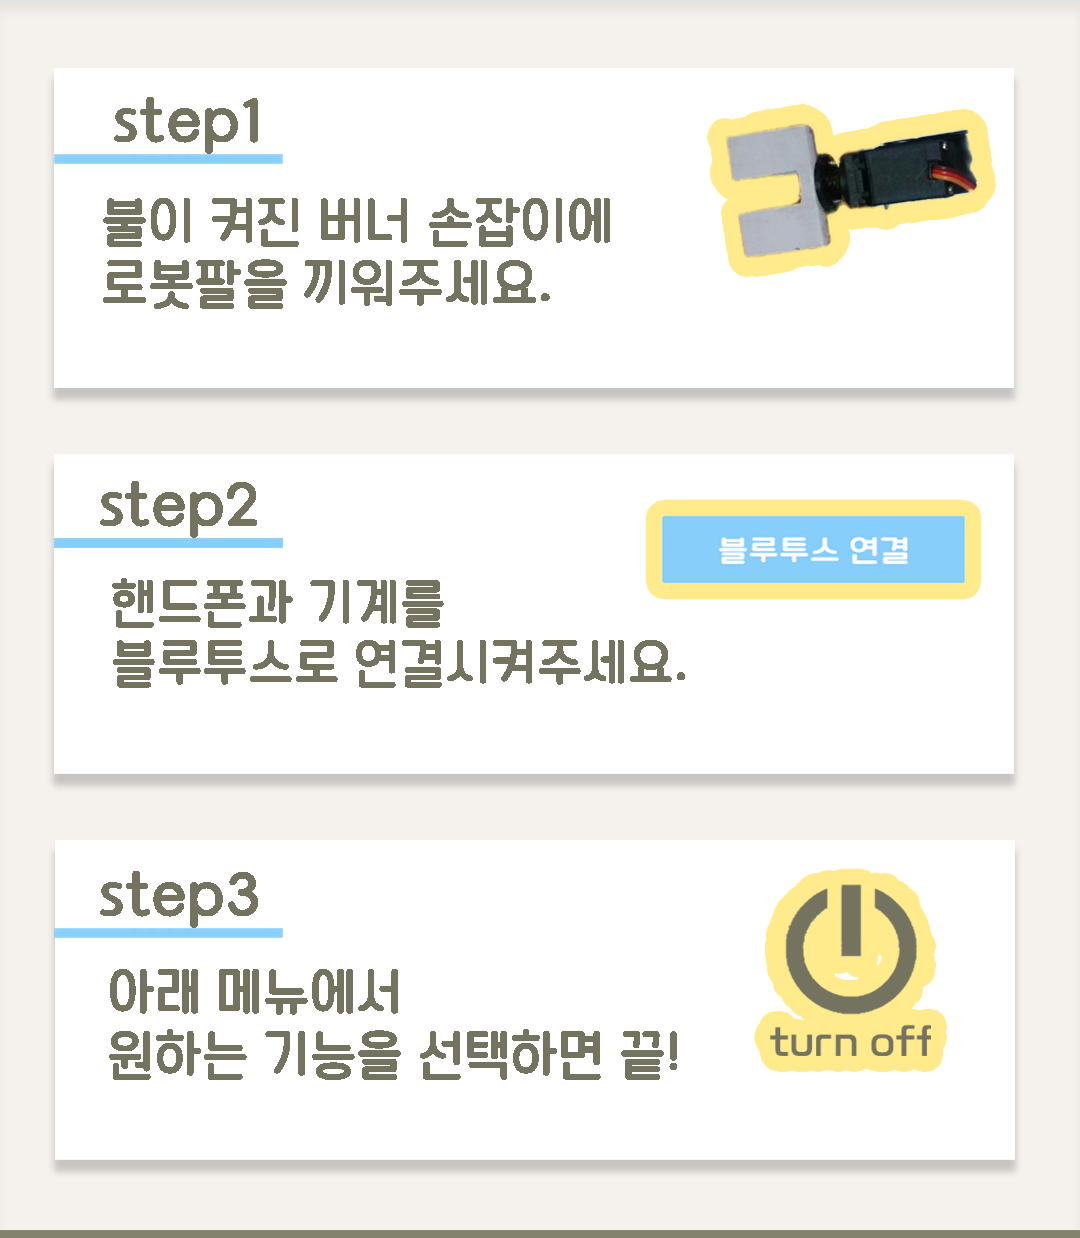 step1
불이 켜진 버너 손잡이에
로봇팔을 끼워주세요.
step2
블루투스 연결
핸드폰과 기계를
블루투스로 연결시켜주세요.
step3
아래 메뉴에서
원하는 기능을 선택하면 끝!
turn off